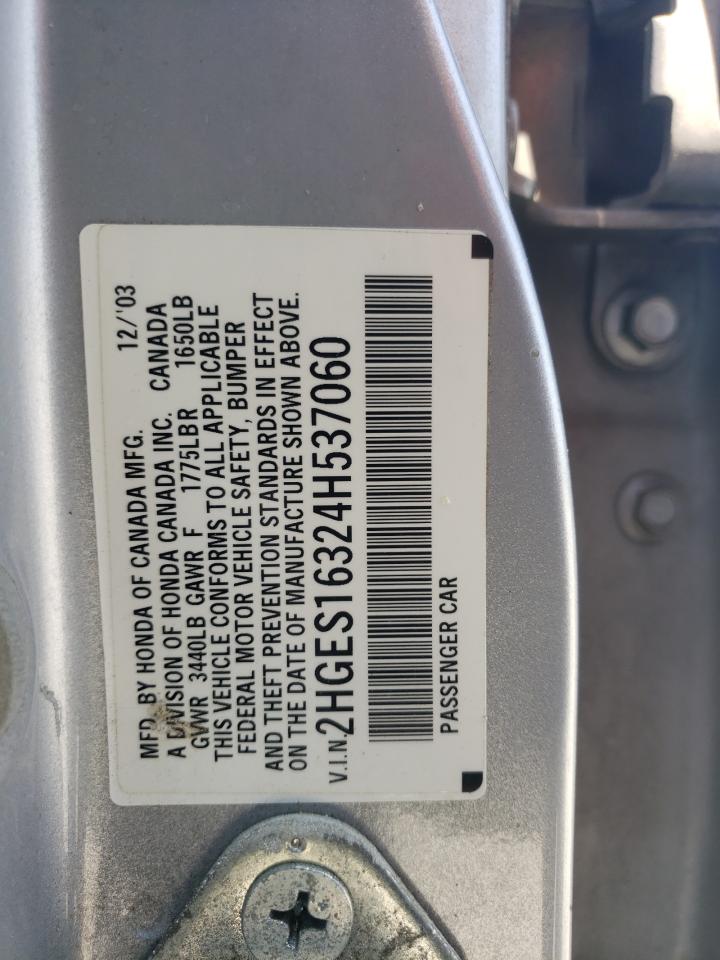 MFD. BY HONDA OF CANADA MFG. 12/'03
A DIVISION OF HONDA CANADA INC. CANADA
GVWR 3440LB GAWR F 1775LBR 1650LB
THIS VEHICLE CONFORMS TO ALL APPLICABLE
FEDERAL MOTOR VEHICLE SAFETY, BUMPER
AND THEFT PREVENTION STANDARDS IN EFFECT
ON THE DATE OF MANUFACTURE SHOWN ABOVE.
V.I.N. 2HGES16324H537060
PASSENGER CAR